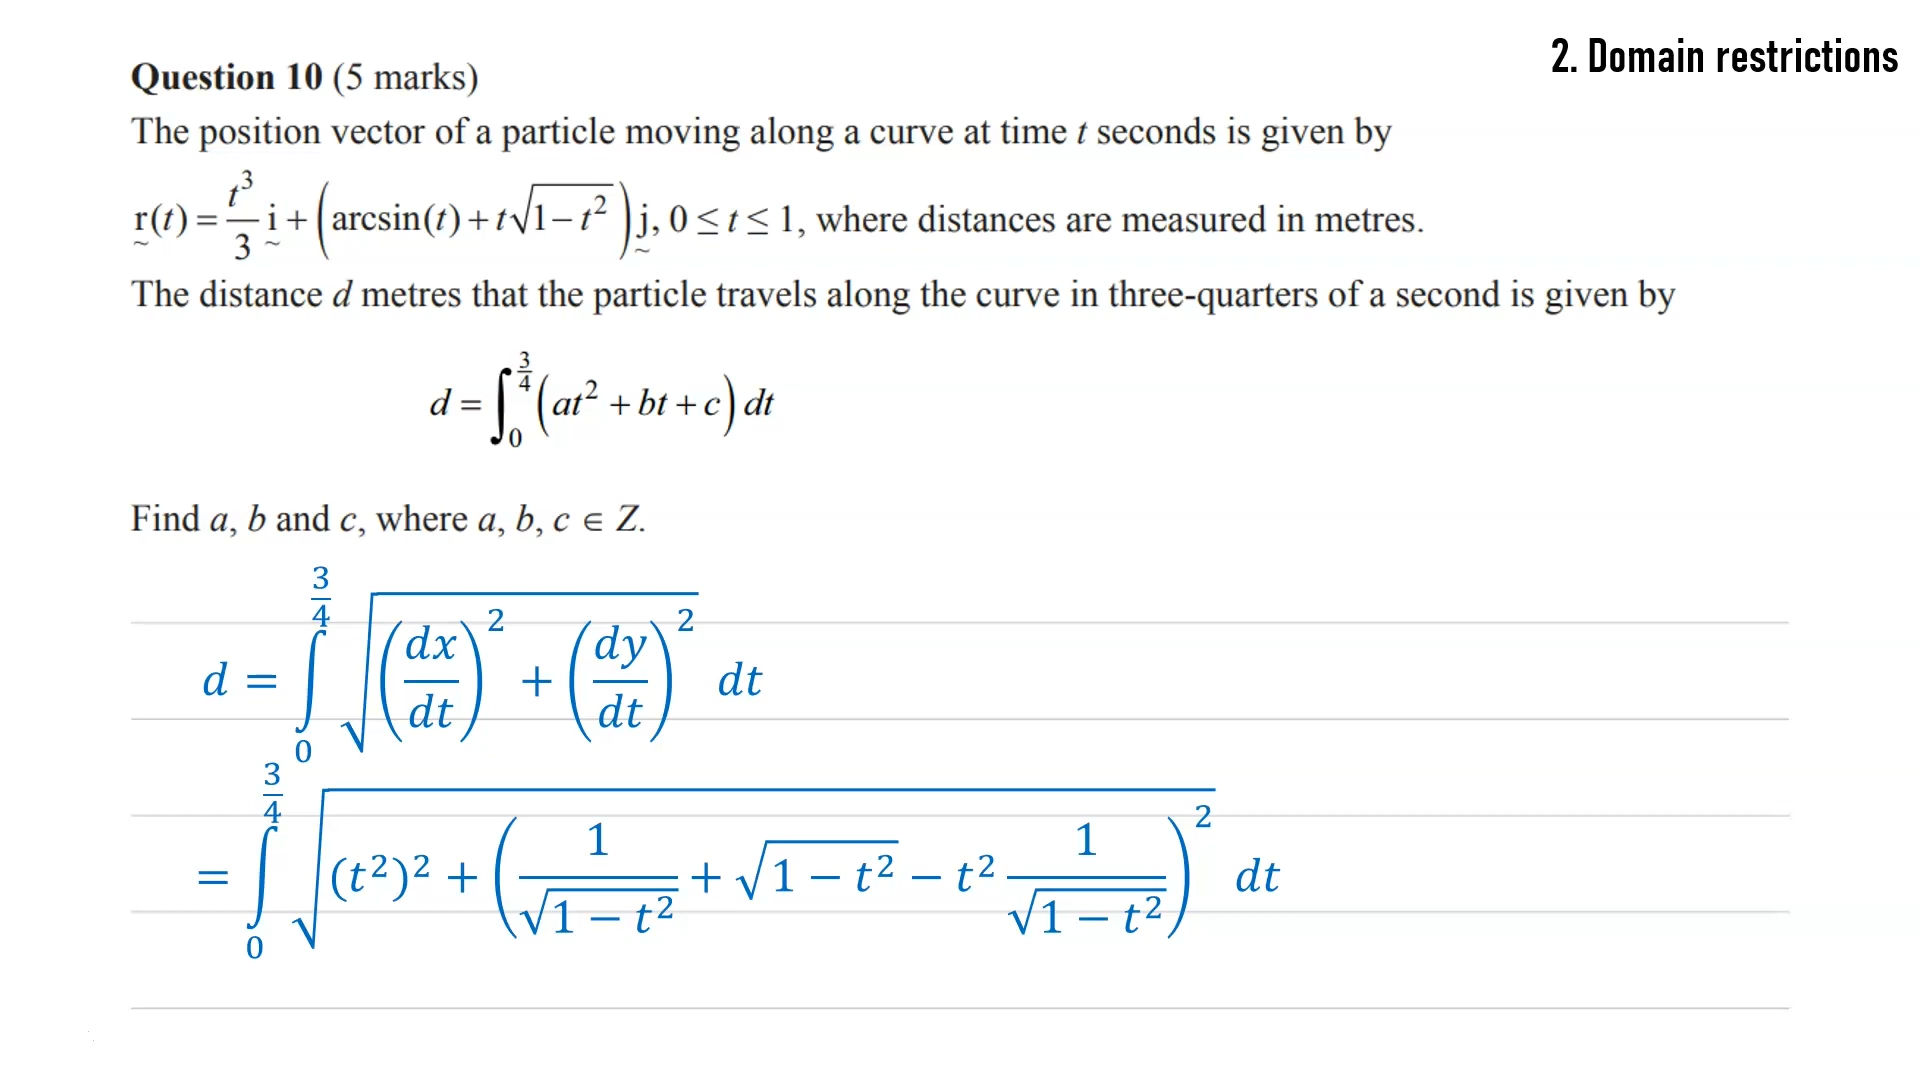 2. Domain restrictions
Question 10 (5 marks)
The position vector of a particle moving along a curve at time t seconds is given by
r(t) = t³/3 i + (arcsin(t) + t√(1 − t²)) j, 0 ≤ t ≤ 1, where distances are measured in metres.
The distance d metres that the particle travels along the curve in three-quarters of a second is given by
d = ∫₀^(3/4) (at² + bt + c) dt
Find a, b and c, where a, b, c ∈ Z.
d = ∫₀^(3/4) √((dx/dt)² + (dy/dt)²) dt
= ∫₀^(3/4) √((t²)² + (1/√(1 − t²) + √(1 − t²) − t² 1/√(1 − t²))²) dt